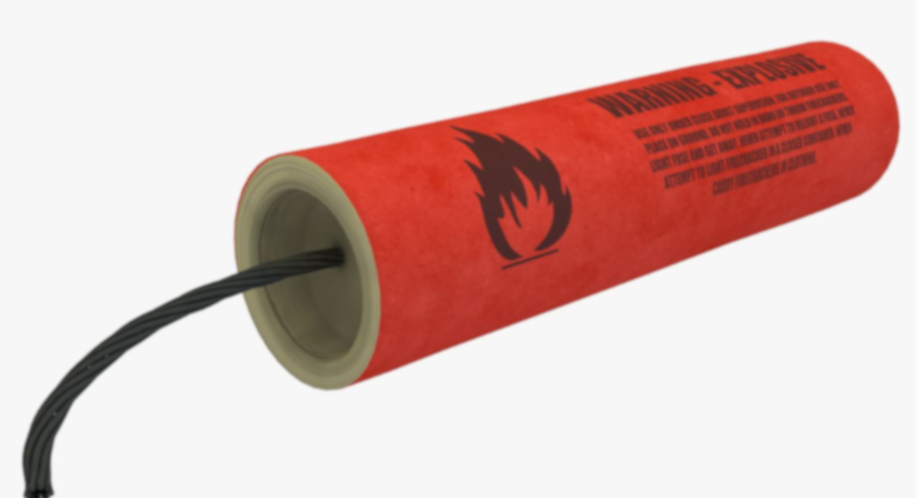 WARNING - EXPLOSIVE
USE ONLY UNDER CLOSE ADULT SUPERVISION. FOR OUTDOOR USE ONLY.
PLACE ON GROUND. DO NOT HOLD IN HAND OR THROW FIRECRACKERS.
LIGHT FUSE AND GET AWAY. NEVER ATTEMPT TO RELIGHT A FUSE. NEVER
ATTEMPT TO LIGHT FIRECRACKER IN A CLOSED CONTAINER. NEVER
CARRY FIRECRACKERS IN CLOTHING